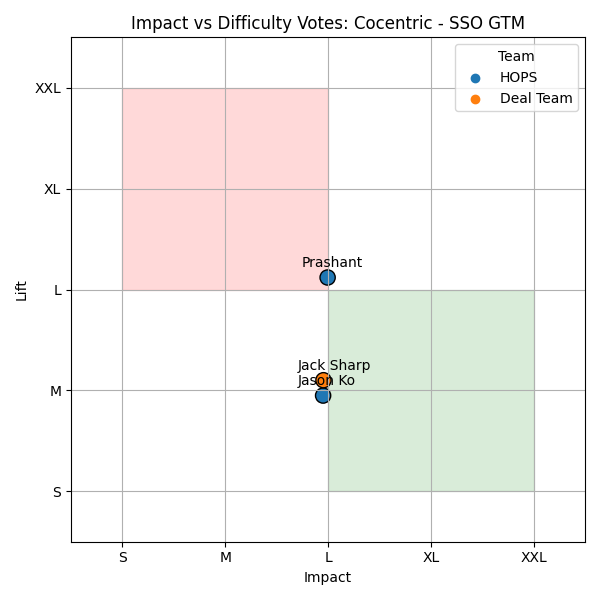 Impact vs Difficulty Votes: Cocentric - SSO GTM
Team
HOPS
Deal Team
XXL
XL
L
M
S
Lift
Prashant
Jack Sharp
Jason Ko
S
M
L
XL
XXL
Impact